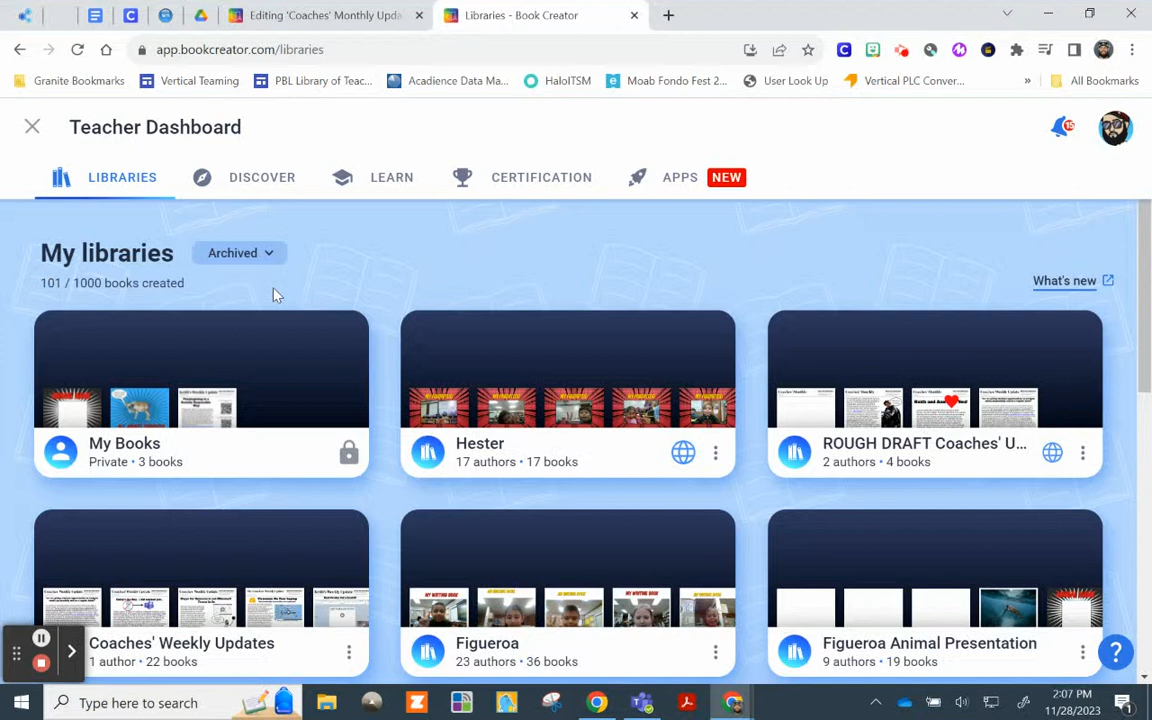 Editing 'Coaches' Monthly Upda
Libraries - Book Creator
app.bookcreator.com/libraries
Granite Bookmarks
Vertical Teaming
PBL Library of Teac...
Acadience Data Ma...
HaloITSM
Moab Fondo Fest 2...
User Look Up
Vertical PLC Conver...
»
All Bookmarks
Teacher Dashboard
15
LIBRARIES
DISCOVER
LEARN
CERTIFICATION
APPS
NEW
My libraries
Archived
101 / 1000 books created
What's new
My Books
Private • 3 books
Hester
17 authors • 17 books
ROUGH DRAFT Coaches' U...
2 authors • 4 books
Coaches' Weekly Updates
1 author • 22 books
Figueroa
23 authors • 36 books
Figueroa Animal Presentation
9 authors • 19 books
?
Type here to search
2:07 PM
11/28/2023
1